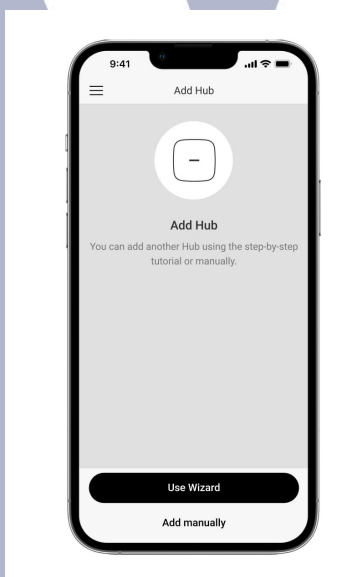 9:41
Add Hub
Add Hub
You can add another Hub using the step-by-step
tutorial or manually.
Use Wizard
Add manually